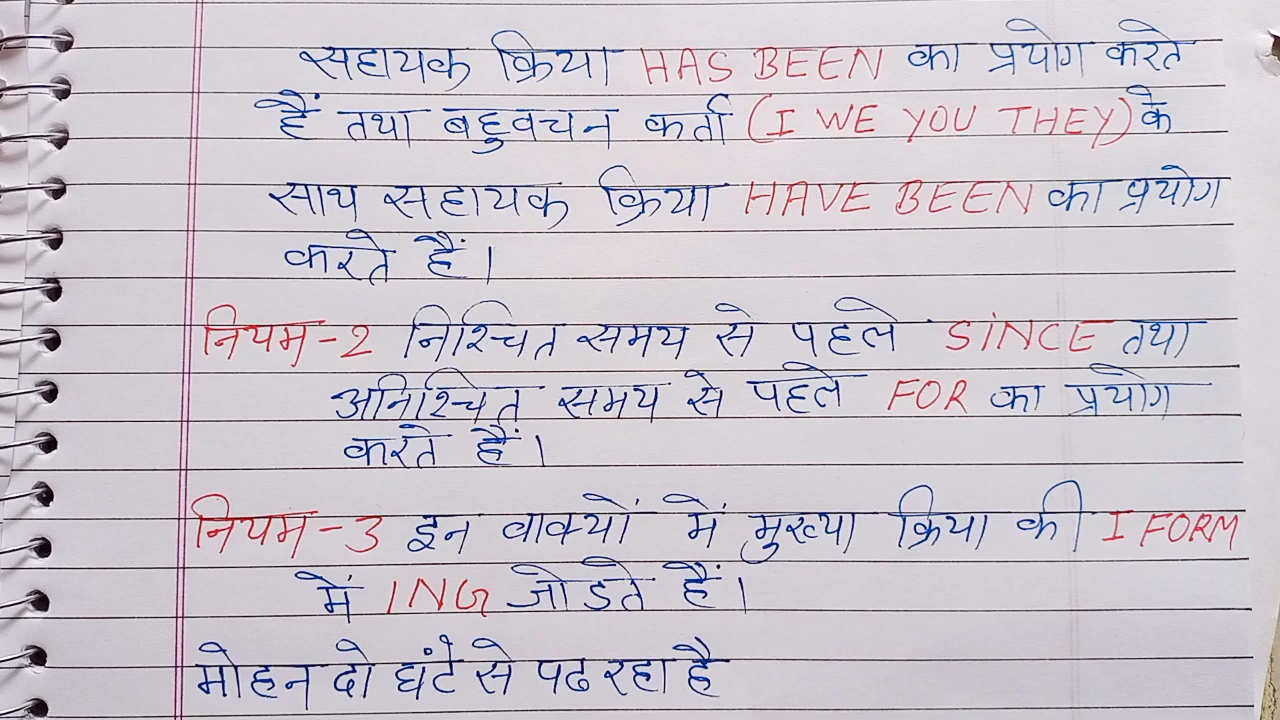 सहायक क्रिया HAS BEEN का प्रयोग करते
हैं तथा बहुवचन कर्ता (I WE YOU THEY) के
साथ सहायक क्रिया HAVE BEEN का प्रयोग
करते हैं।
नियम-2 निश्चित समय से पहले SINCE तथा
अनिश्चित समय से पहले FOR का प्रयोग
करते हैं।
नियम-3 इन वाक्यों में मुख्या क्रिया की I FORM
में ING जोडते हैं।
मोहन दो घंटे से पढ रहा है